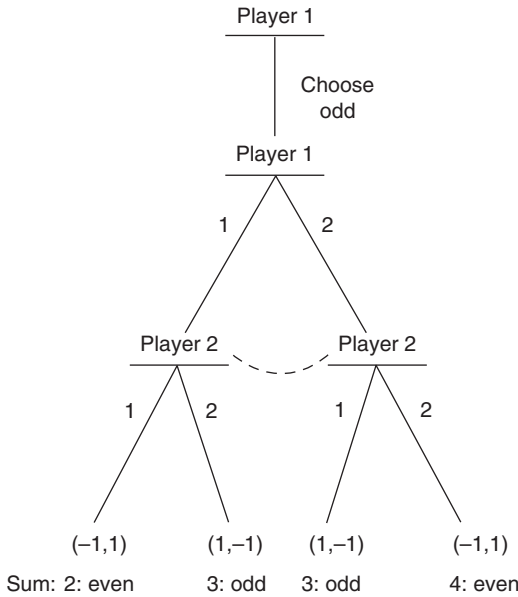 Player 1
Choose
odd
Player 1
1 2
Player 2 Player 2
1 2 1 2
(–1,1) (1,–1) (1,–1) (–1,1)
Sum: 2: even 3: odd 3: odd 4: even